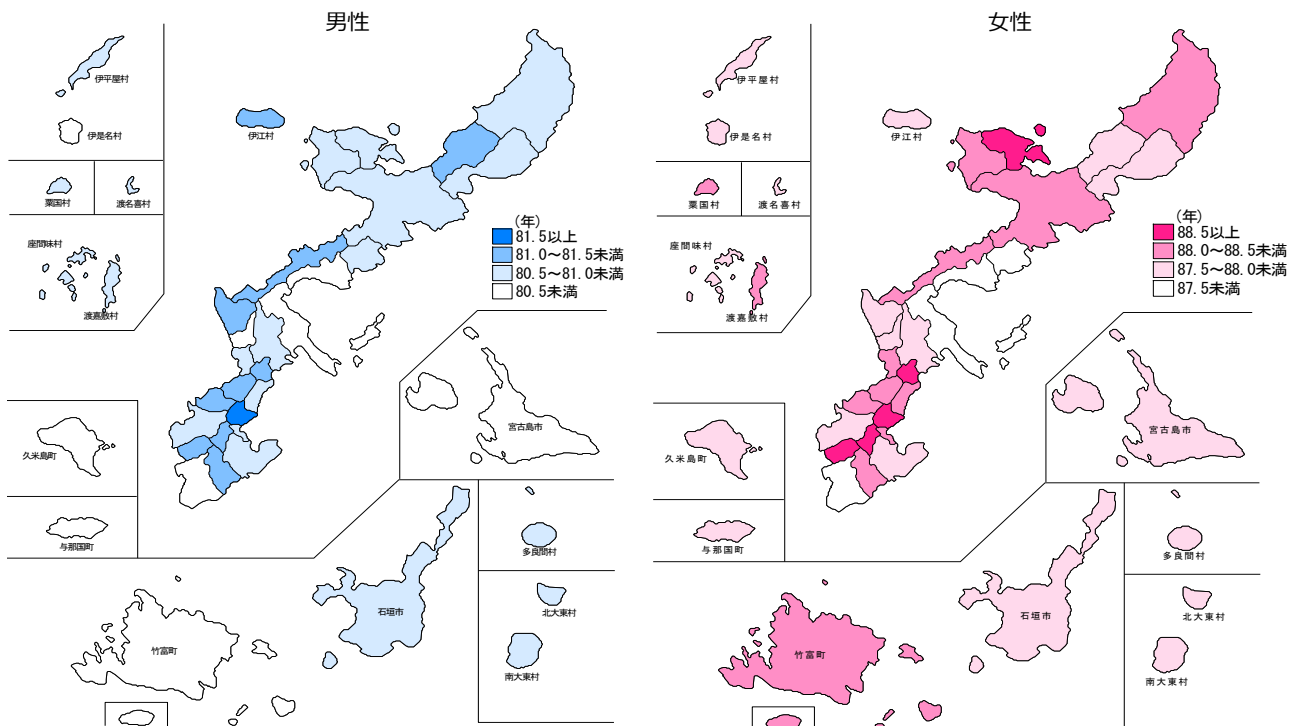 男性
伊平屋村
伊是名村
伊江村
粟国村
渡名喜村
座間味村
渡嘉敷村
(年)
81.5以上
81.0～81.5未満
80.5～81.0未満
80.5未満
久米島町
宮古島市
与那国町
多良間村
石垣市
北大東村
竹富町
南大東村
女性
伊平屋村
伊是名村
伊江村
粟国村
渡名喜村
座間味村
渡嘉敷村
(年)
88.5以上
88.0～88.5未満
87.5～88.0未満
87.5未満
久米島町
宮古島市
与那国町
多良間村
石垣市
北大東村
竹富町
南大東村